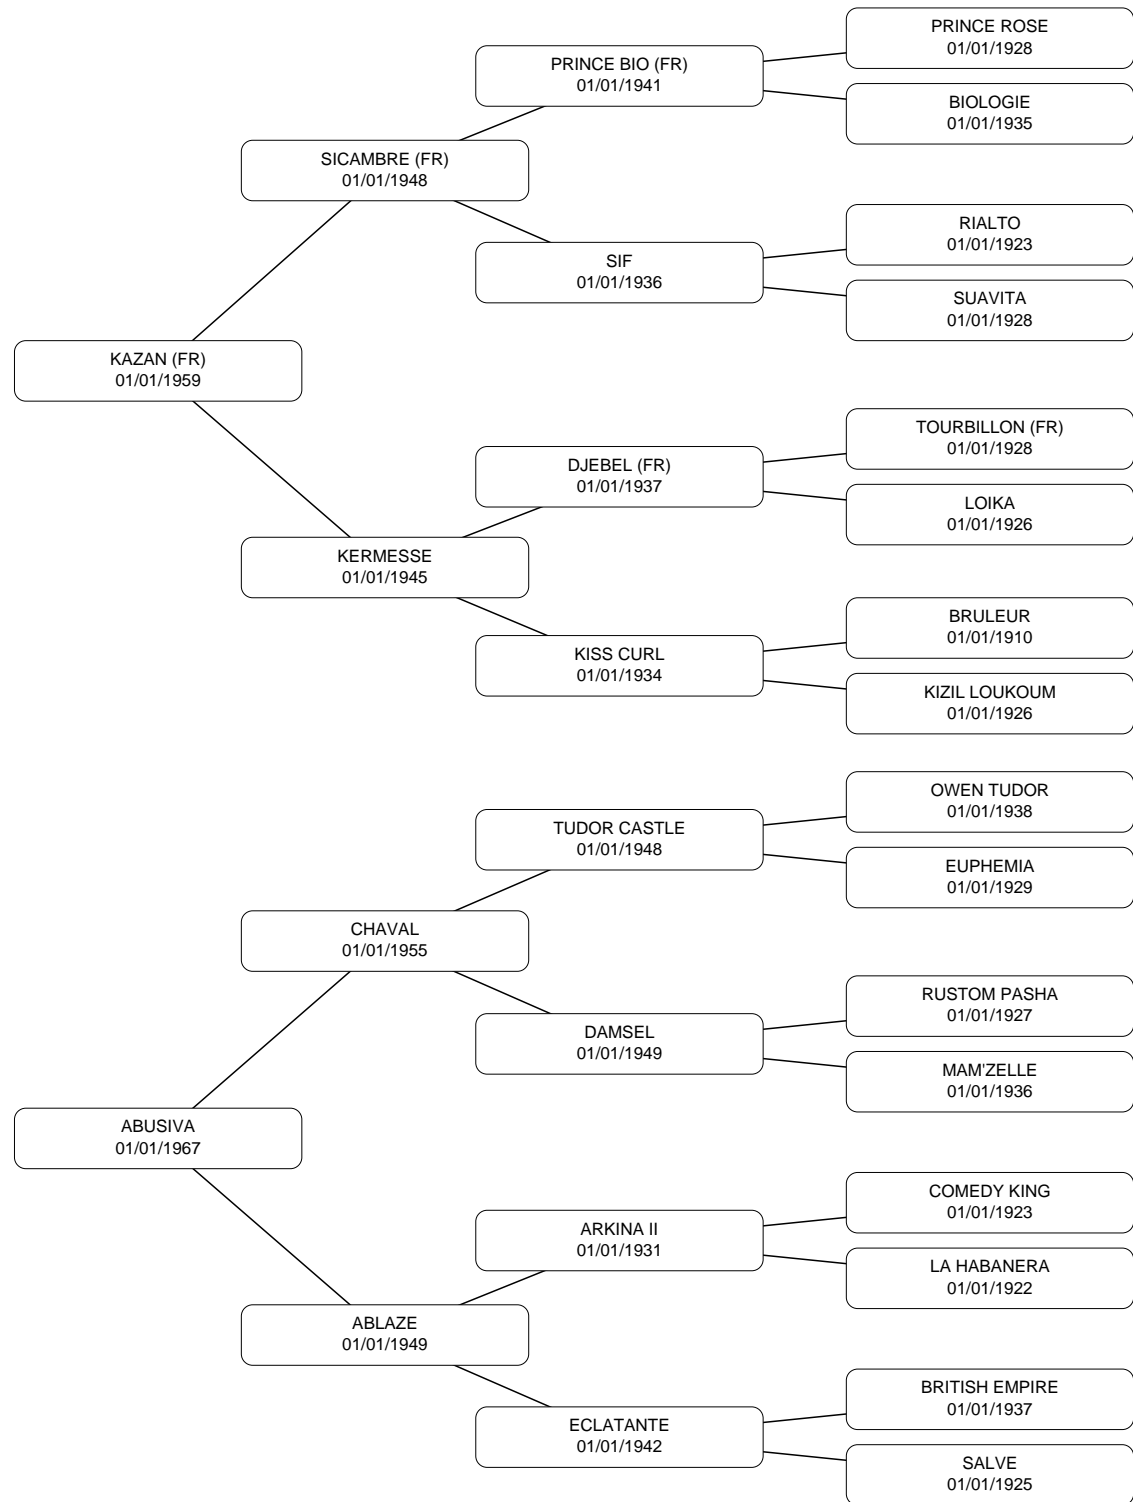 PRINCE ROSE
01/01/1928
PRINCE BIO (FR)
01/01/1941
BIOLOGIE
01/01/1935
SICAMBRE (FR)
01/01/1948
RIALTO
01/01/1923
SIF
01/01/1936
SUAVITA
01/01/1928
KAZAN (FR)
01/01/1959
TOURBILLON (FR)
01/01/1928
DJEBEL (FR)
01/01/1937
LOIKA
01/01/1926
KERMESSE
01/01/1945
BRULEUR
01/01/1910
KISS CURL
01/01/1934
KIZIL LOUKOUM
01/01/1926
OWEN TUDOR
01/01/1938
TUDOR CASTLE
01/01/1948
EUPHEMIA
01/01/1929
CHAVAL
01/01/1955
RUSTOM PASHA
01/01/1927
DAMSEL
01/01/1949
MAM'ZELLE
01/01/1936
ABUSIVA
01/01/1967
COMEDY KING
01/01/1923
ARKINA II
01/01/1931
LA HABANERA
01/01/1922
ABLAZE
01/01/1949
BRITISH EMPIRE
01/01/1937
ECLATANTE
01/01/1942
SALVE
01/01/1925